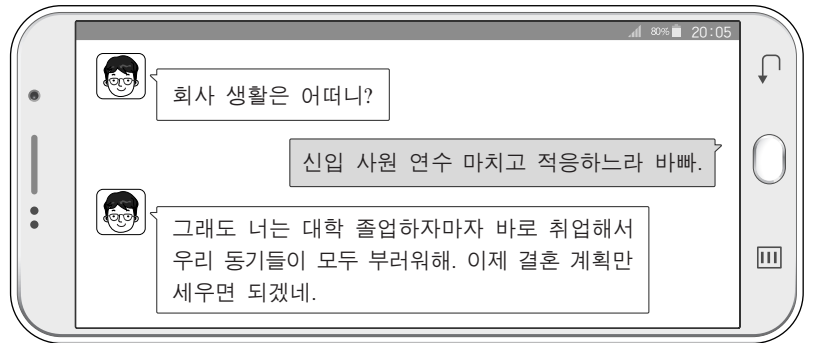 80% 20:05
회사 생활은 어떠니?
신입 사원 연수 마치고 적응하느라 바빠.
그래도 너는 대학 졸업하자마자 바로 취업해서
우리 동기들이 모두 부러워해. 이제 결혼 계획만
세우면 되겠네.